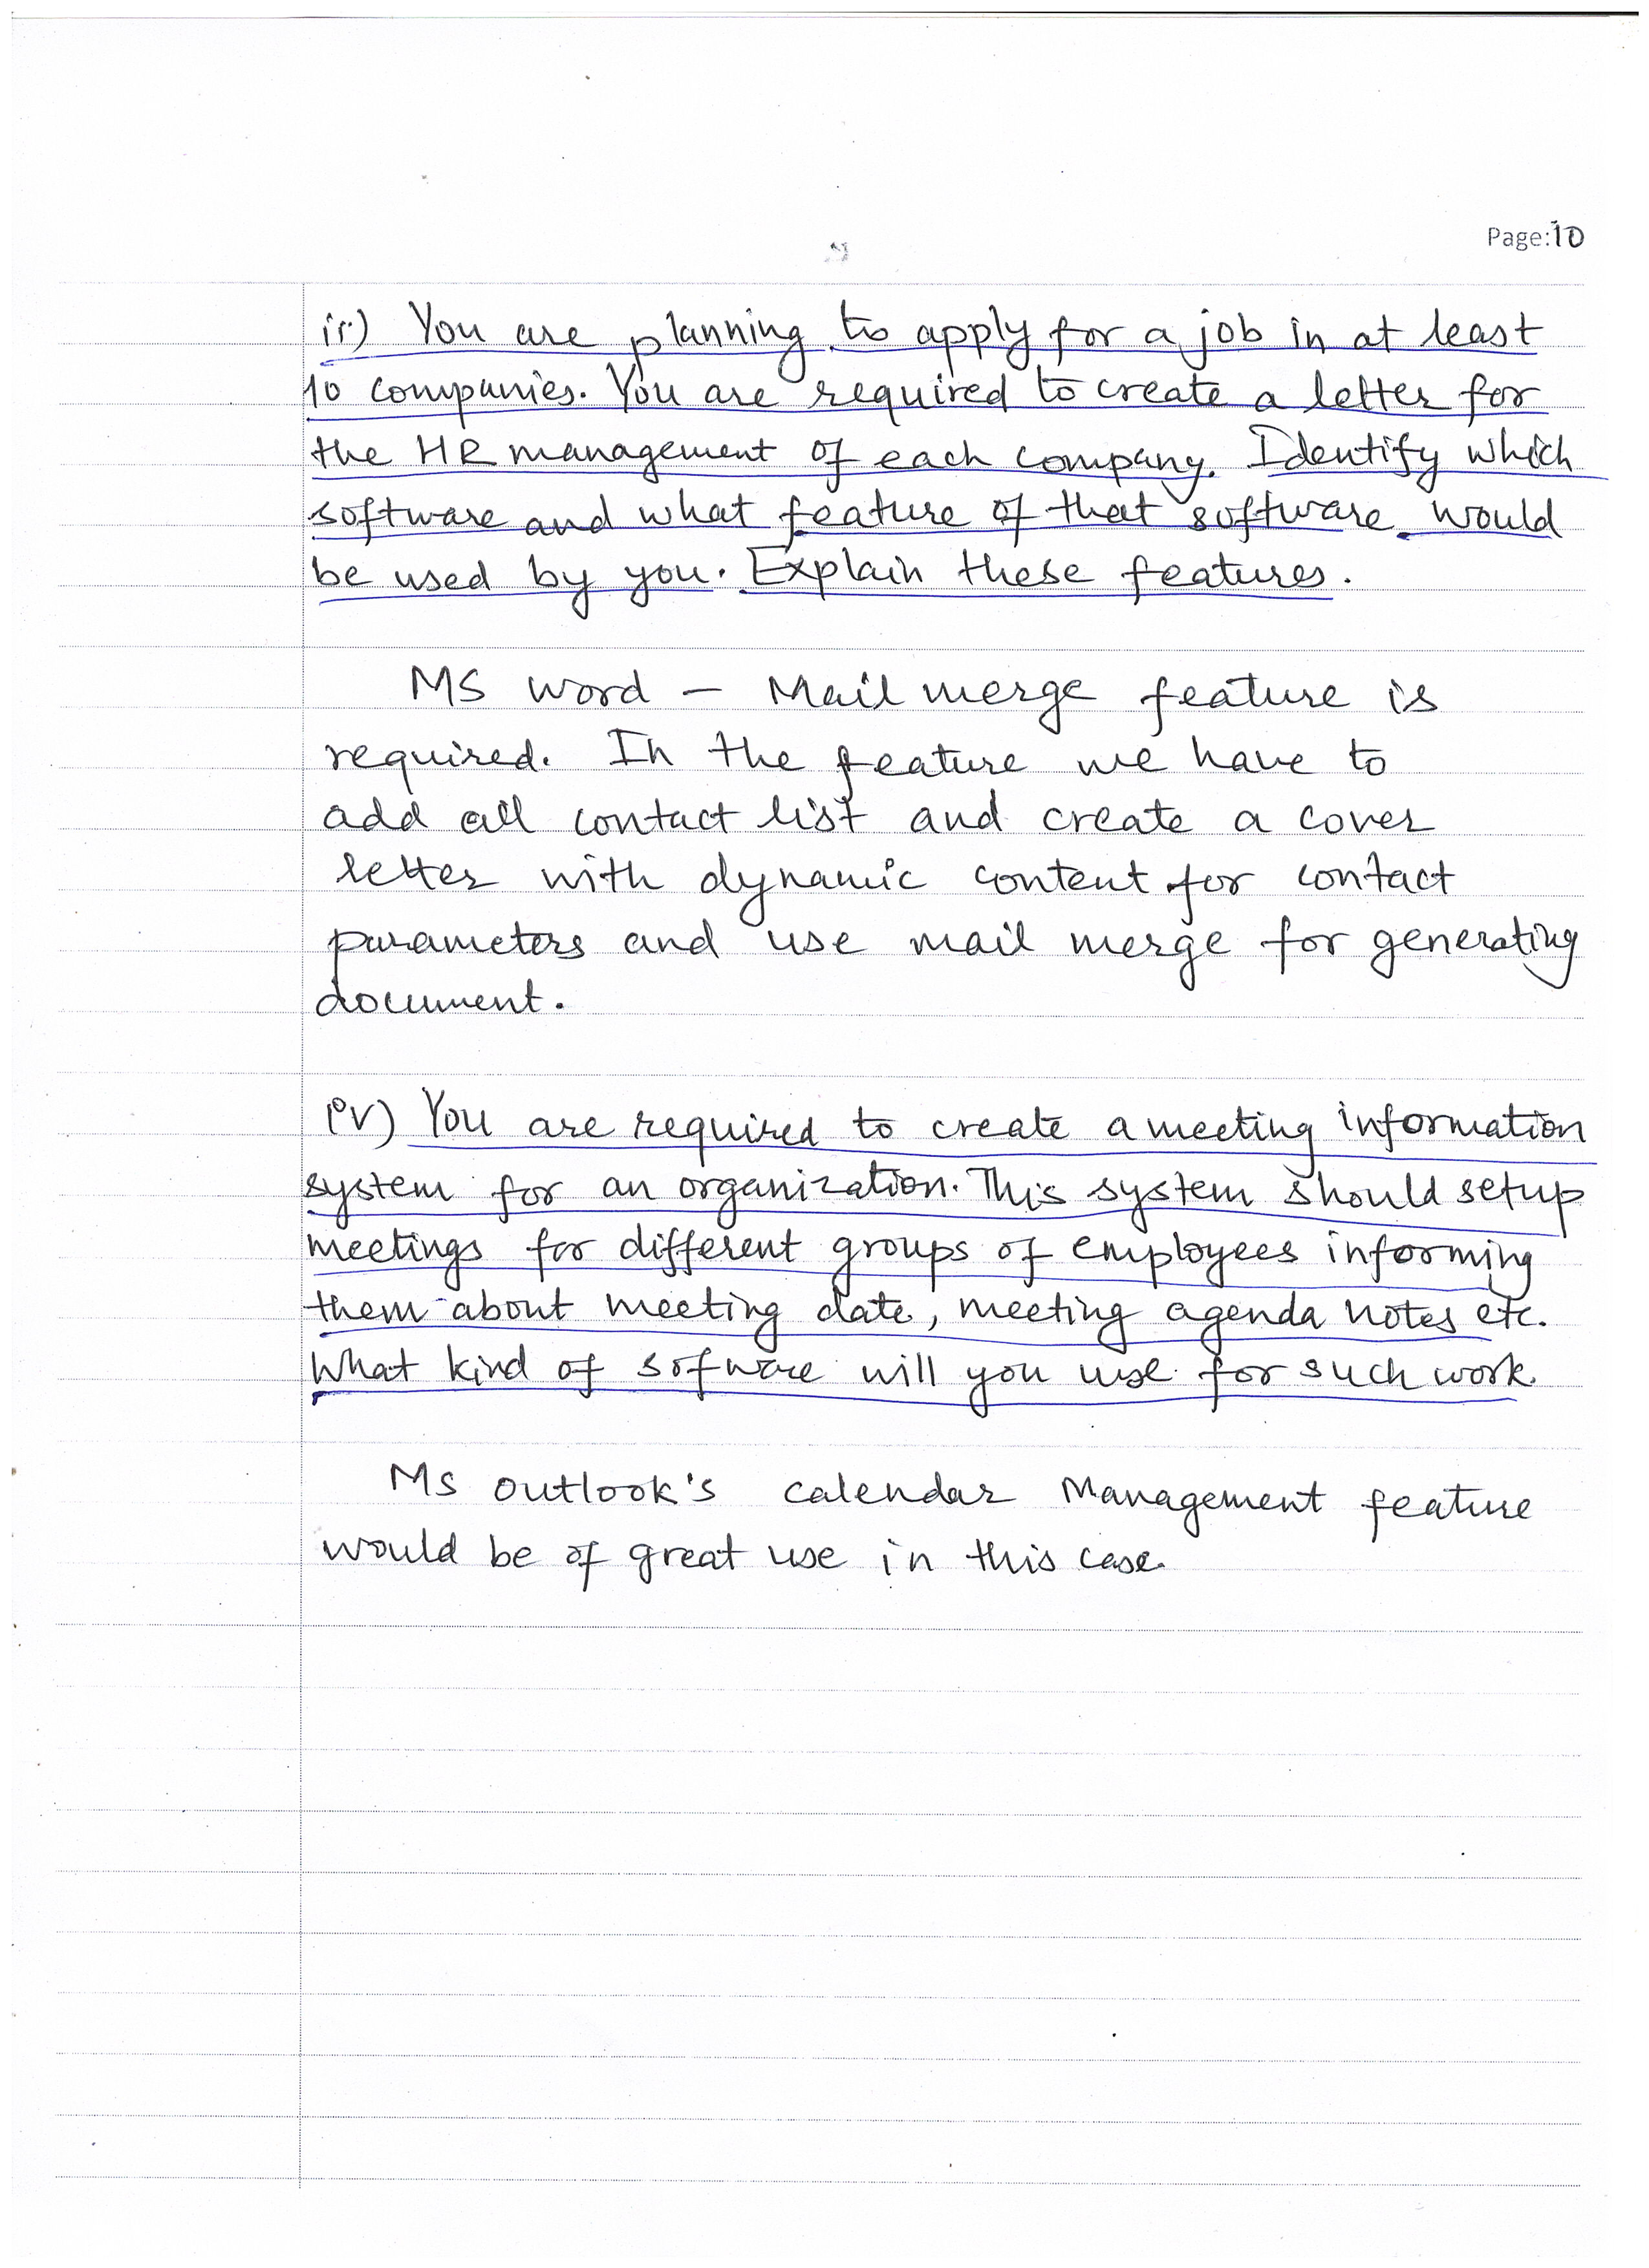 Page:10
ii) You are planning to apply for a job in at least
10 companies. You are required to create a letter for
the HR management of each company. Identify which
software and what feature of that software would
be used by you. Explain these features.
MS Word - Mail merge feature is
required. In the feature we have to
add all contact list and create a cover
letter with dynamic content for contact
parameters and use mail merge for generating
document.
iv) You are required to create a meeting information
system for an organization. This system should setup
meetings for different groups of employees informing
them about meeting date, meeting agenda notes etc.
What kind of sofware will you use for such work.
Ms outlook's calendar Management feature
would be of great use in this case.